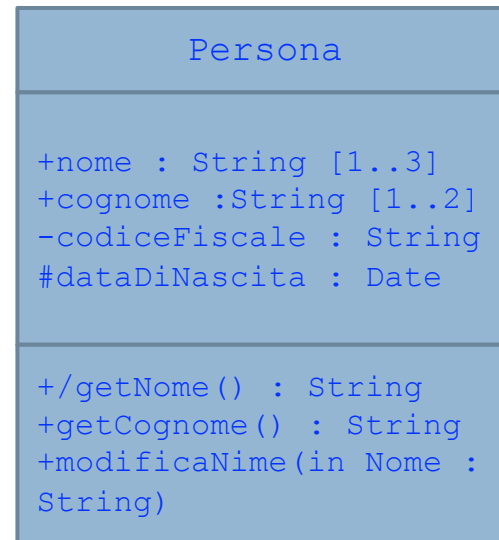 Persona
+nome : String [1..3]
+cognome :String [1..2]
-codiceFiscale : String
#dataDiNascita : Date
+/getNome() : String
+getCognome() : String
+modificaNime(in Nome :
String)